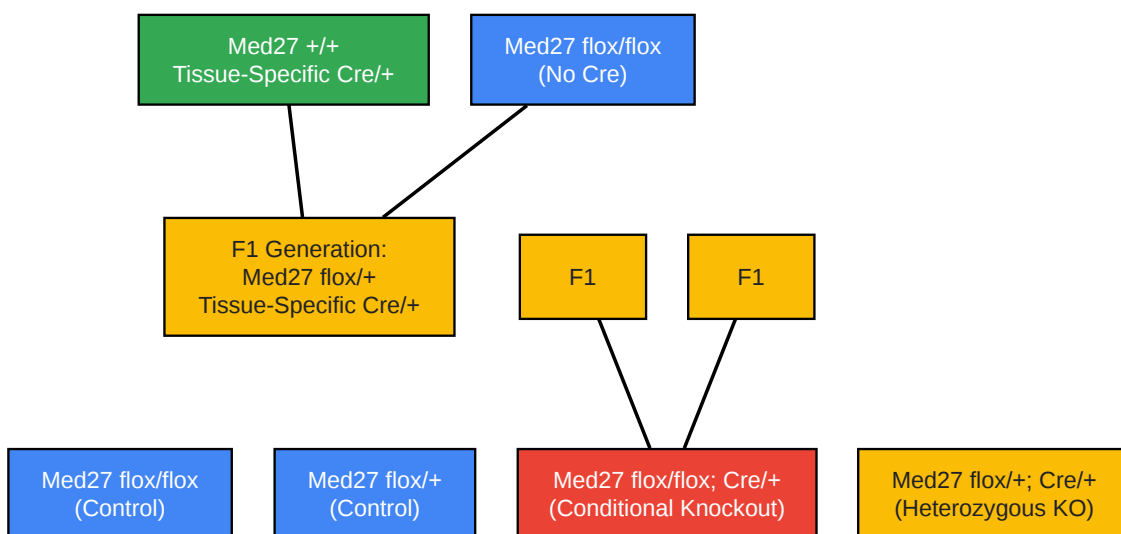 Med27 +/+
Tissue-Specific Cre/+
Med27 flox/flox
(No Cre)
F1 Generation:
Med27 flox/+
Tissue-Specific Cre/+
F1
F1
Med27 flox/flox
(Control)
Med27 flox/+
(Control)
Med27 flox/flox; Cre/+
(Conditional Knockout)
Med27 flox/+; Cre/+
(Heterozygous KO)